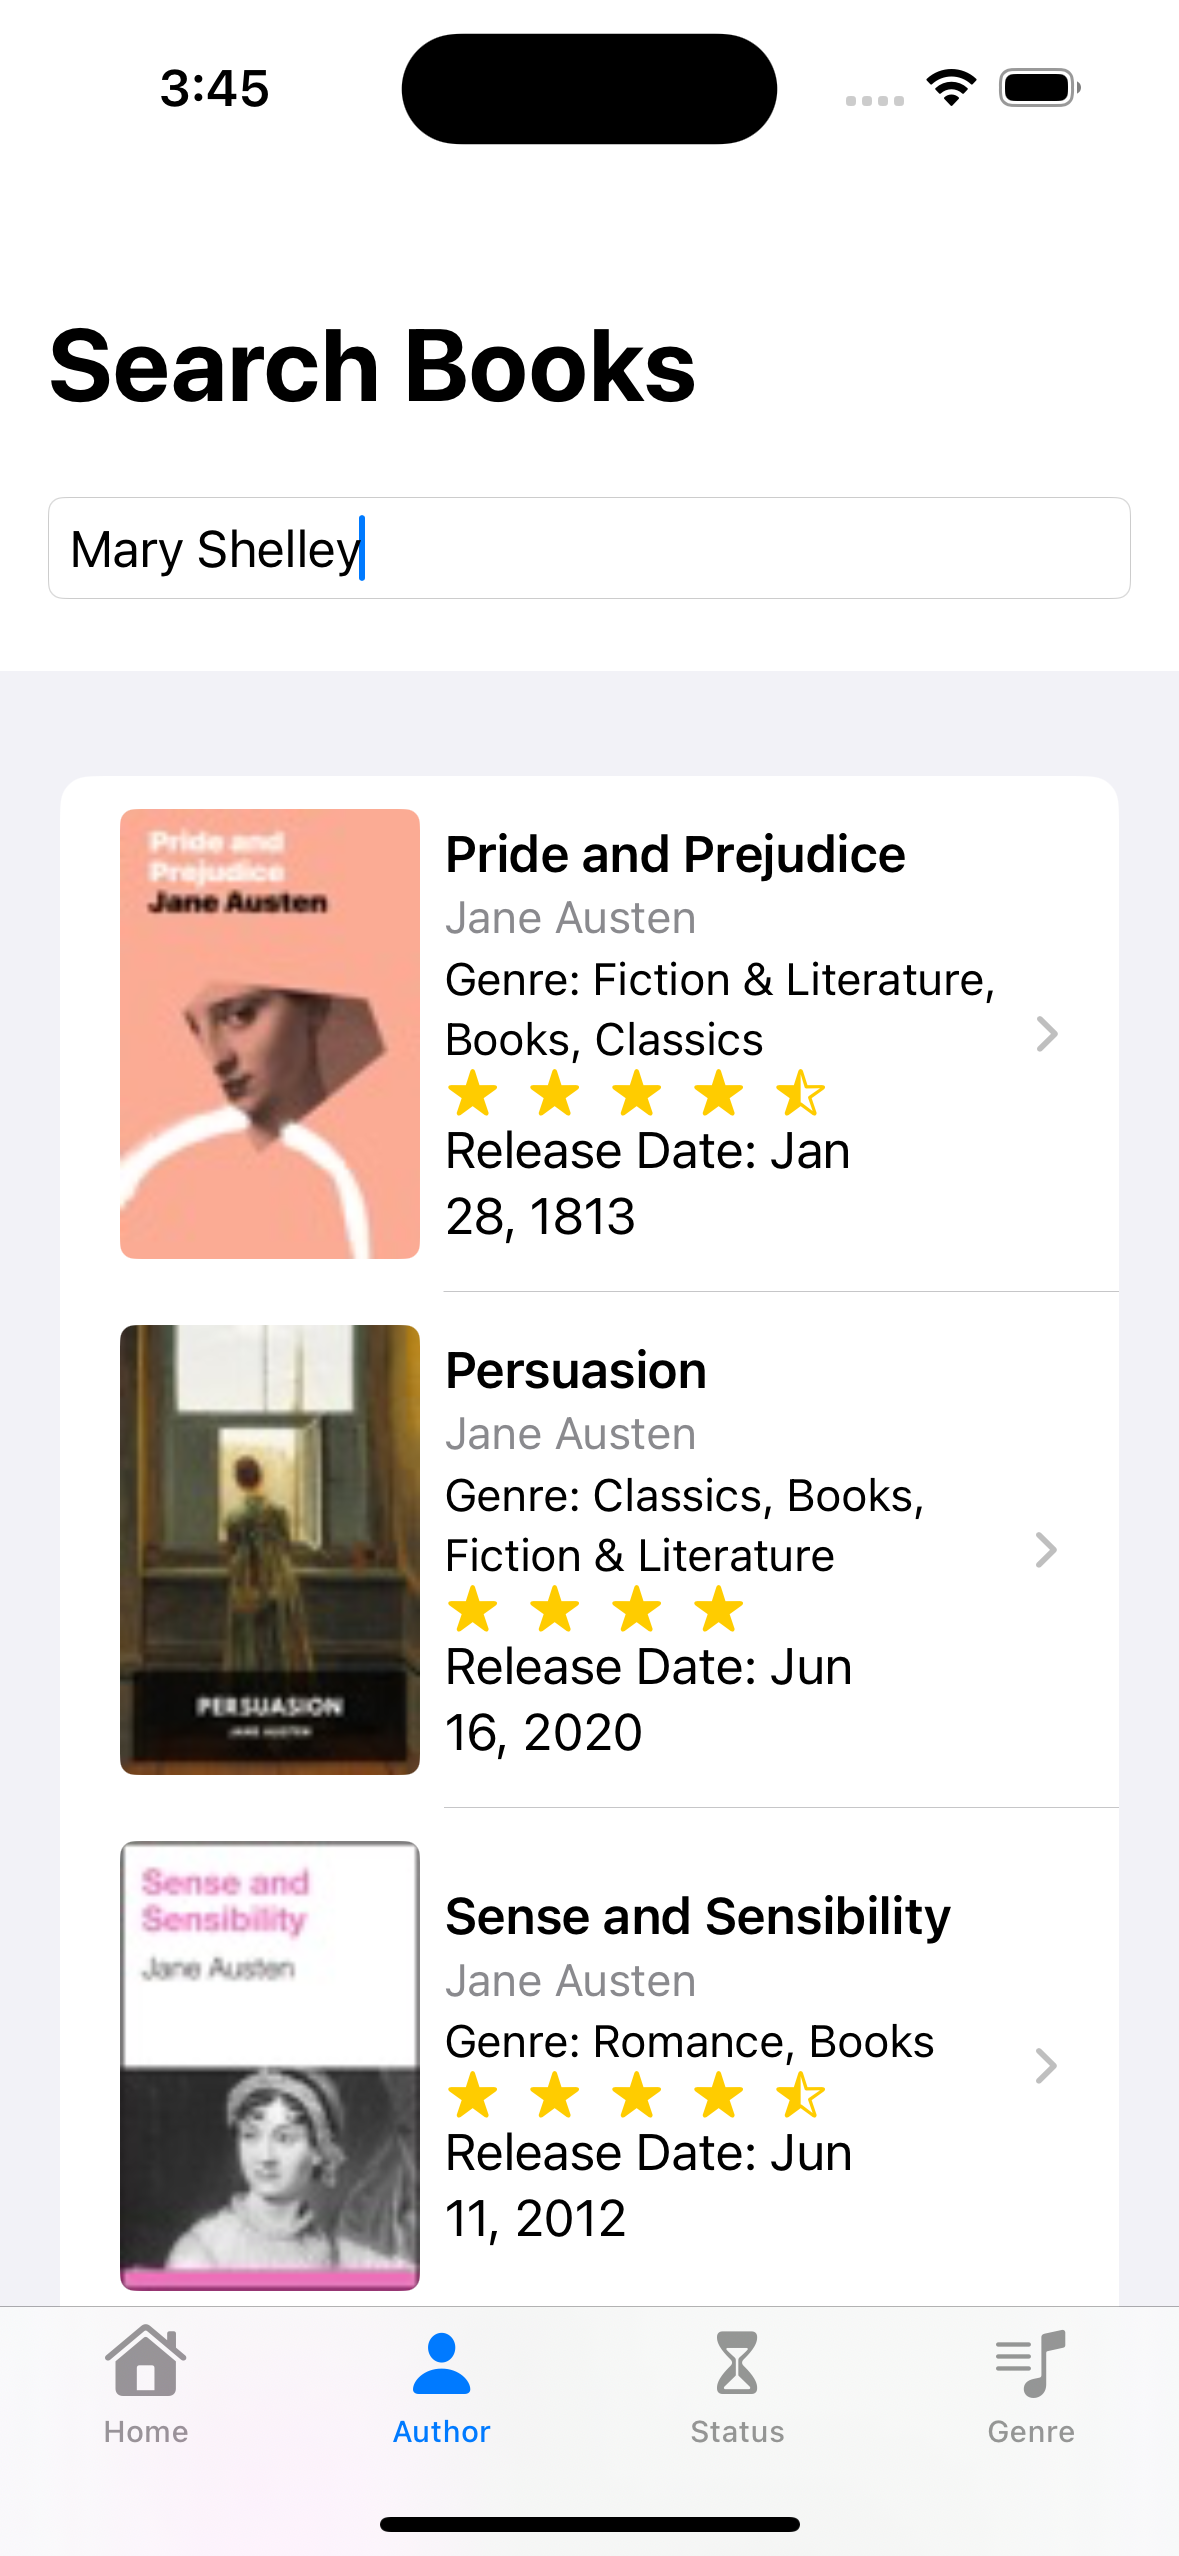 3:45
Search Books
Mary Shelley
Pride and
Prejudice
Jane Austen
Pride and Prejudice
Jane Austen
Genre: Fiction & Literature,
Books, Classics
Release Date: Jan
28, 1813
PERSUASION
JANE AUSTEN
Persuasion
Jane Austen
Genre: Classics, Books,
Fiction & Literature
Release Date: Jun
16, 2020
Sense and
Sensibility
Jane Austen
Sense and Sensibility
Jane Austen
Genre: Romance, Books
Release Date: Jun
11, 2012
Home
Author
Status
Genre